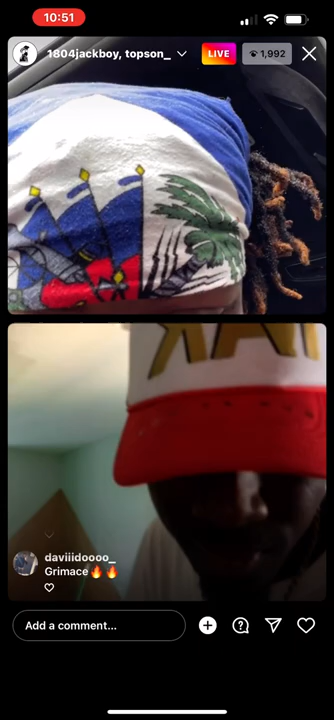 10:51
1804jackboy, topson_
LIVE
1,992
daviiidoooo_
Grimace🔥🔥
Add a comment...